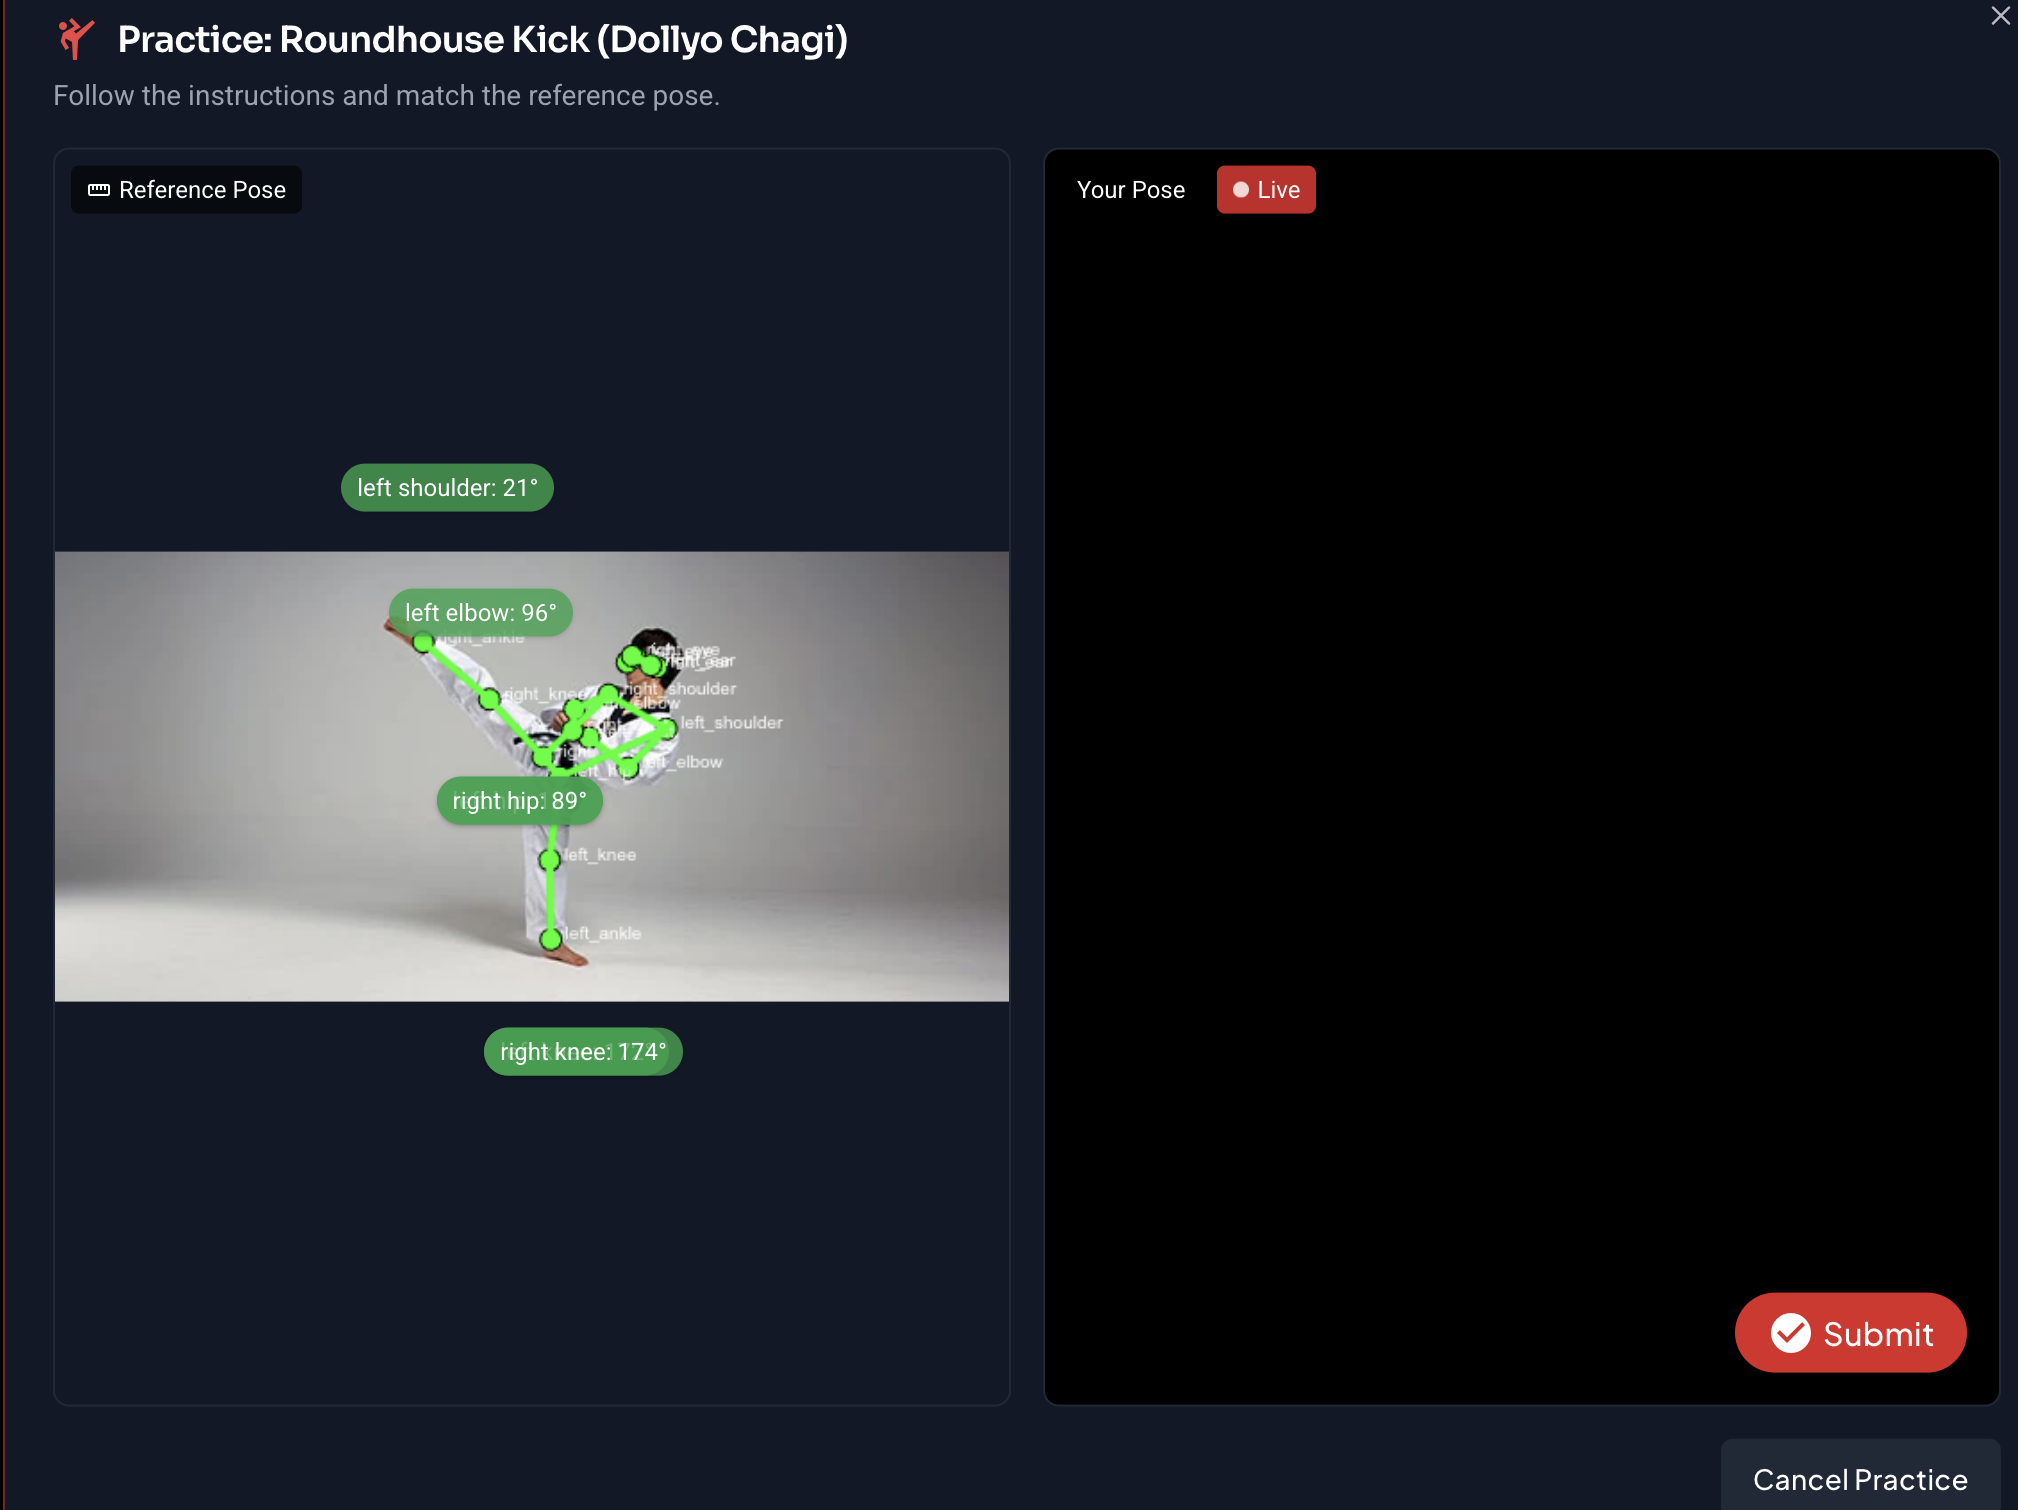 Practice: Roundhouse Kick (Dollyo Chagi)
Follow the instructions and match the reference pose.
Reference Pose
Your Pose
Live
left shoulder: 21°
left elbow: 96°
right_ankle
right_eye
right_ear
right_knee
right_shoulder
elbow
left_shoulder
right
left_elbow
left_hip
right hip: 89°
left_knee
left_ankle
right knee: 174°
Submit
Cancel Practice